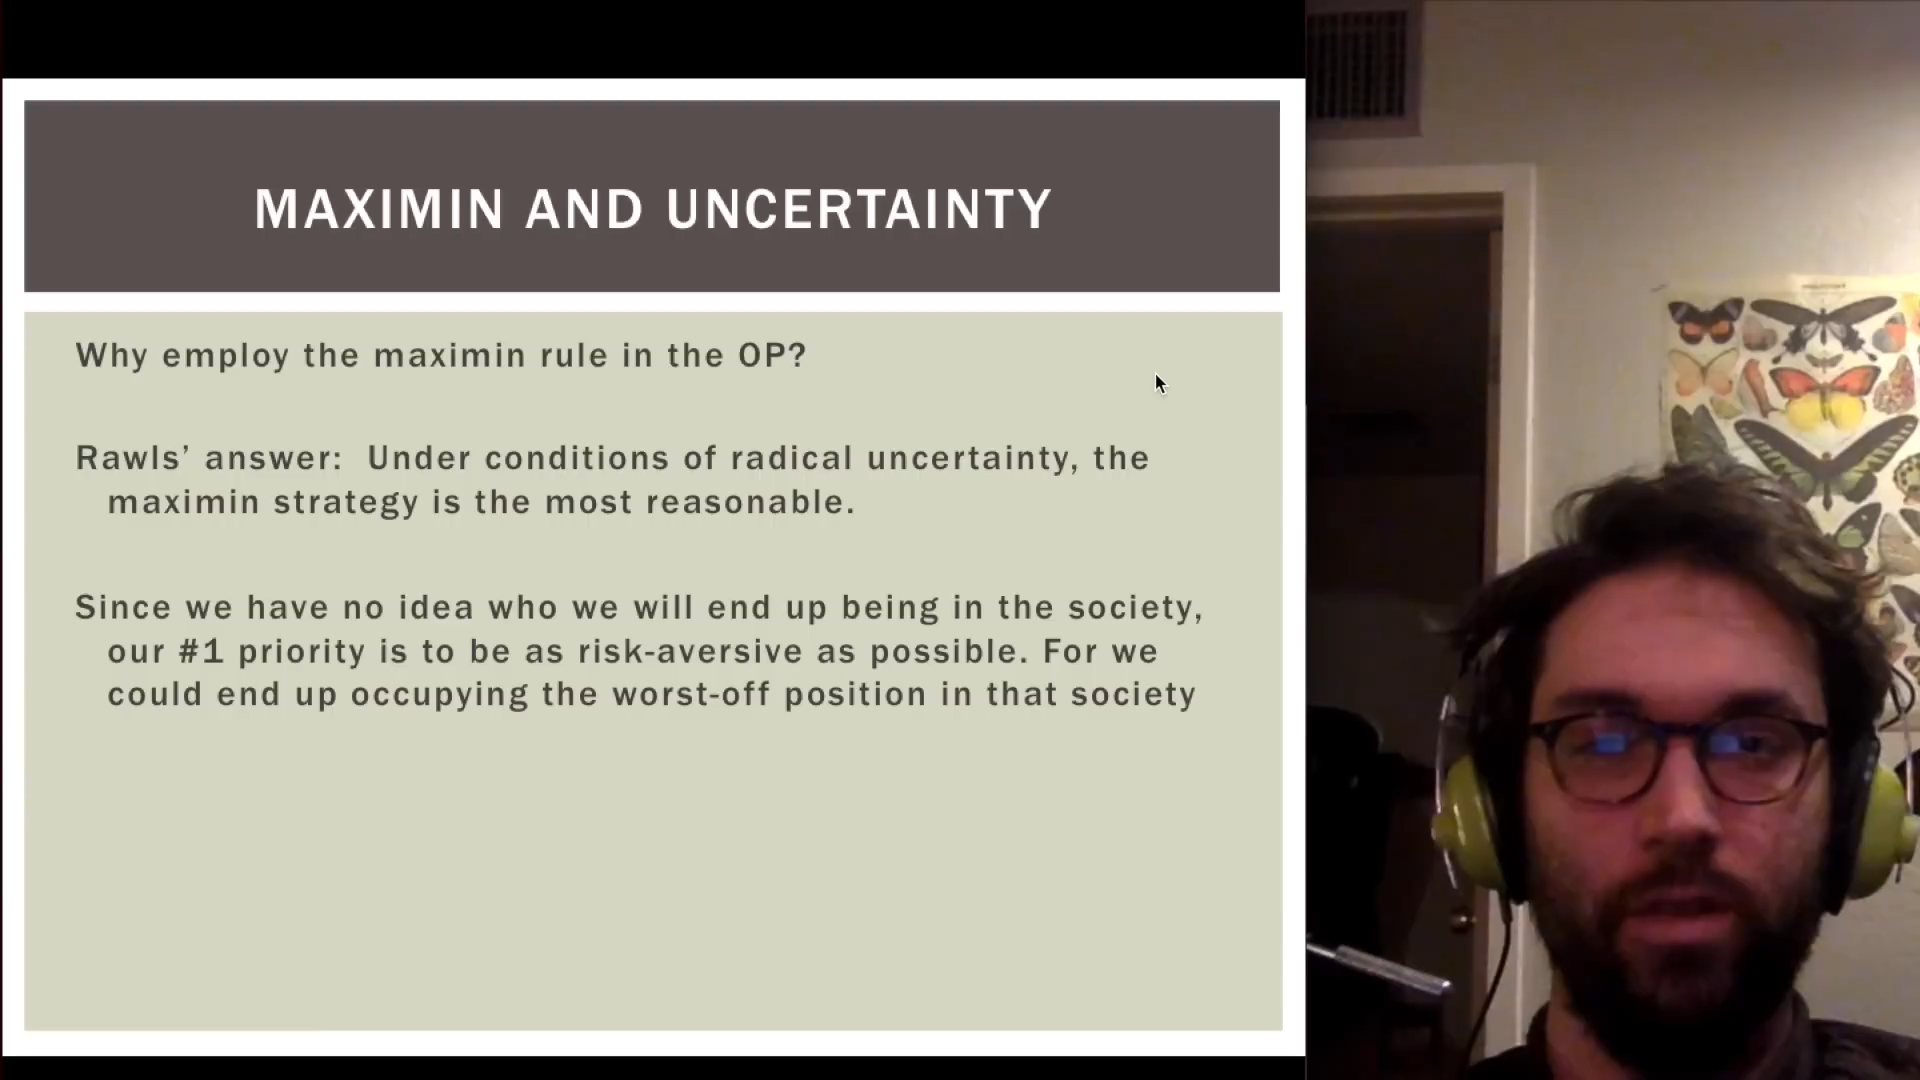 MAXIMIN AND UNCERTAINTY
Why employ the maximin rule in the OP?
Rawls’ answer:  Under conditions of radical uncertainty, the
maximin strategy is the most reasonable.
Since we have no idea who we will end up being in the society,
our #1 priority is to be as risk-aversive as possible. For we
could end up occupying the worst-off position in that society